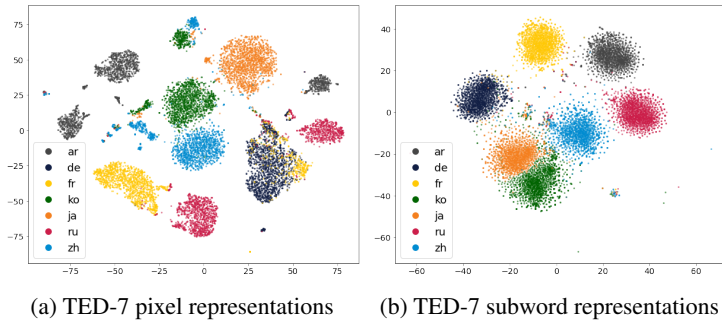 75
50
25
0
−25
−50
−75
−75 −50 −25 0 25 50 75
ar
de
fr
ko
ja
ru
zh
40
20
0
−20
−40
−60
−60 −40 −20 0 20 40 60
ar
de
fr
ko
ja
ru
zh
(a) TED-7 pixel representations
(b) TED-7 subword representations